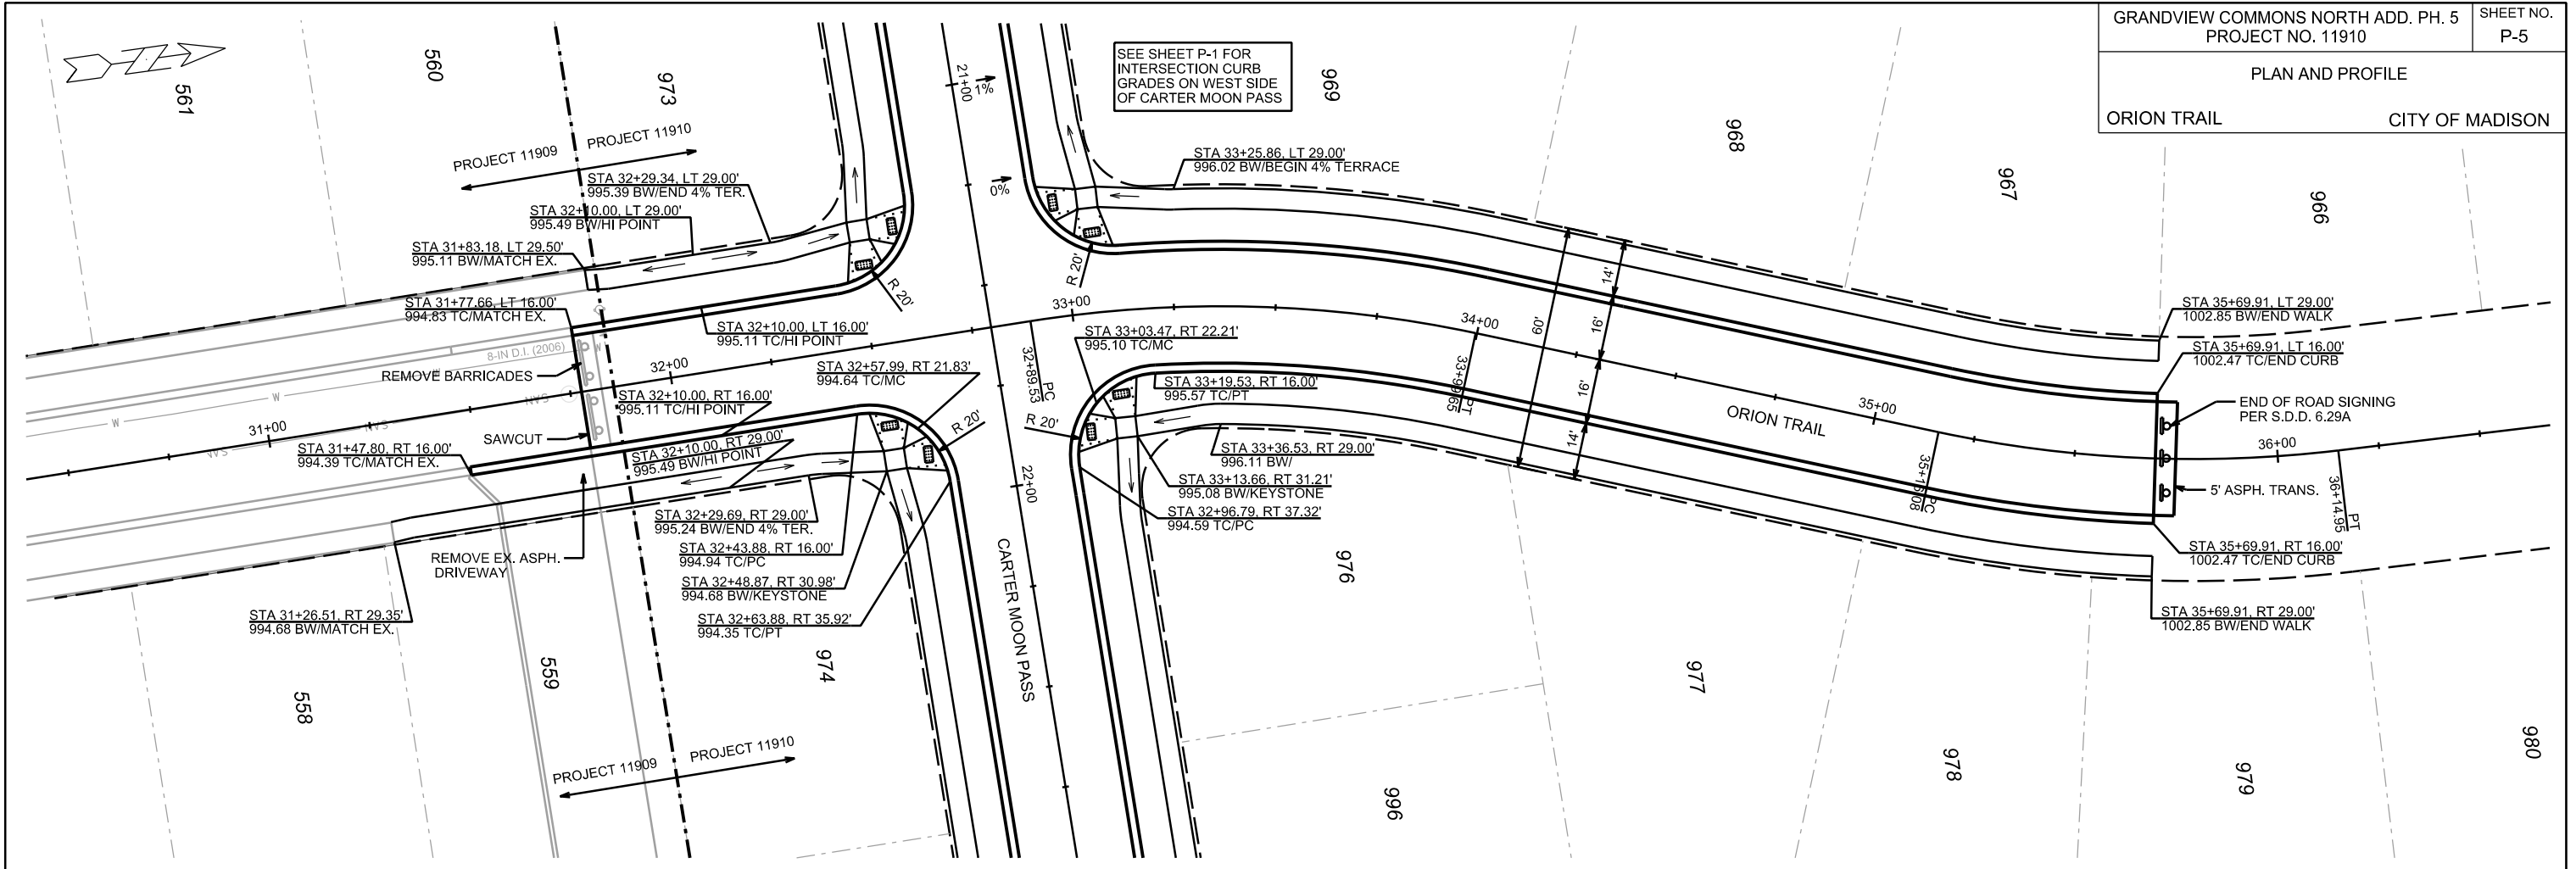 GRANDVIEW COMMONS NORTH ADD. PH. 5
PROJECT NO. 11910
SHEET NO.
P-5
PLAN AND PROFILE
ORION TRAIL
CITY OF MADISON
SEE SHEET P-1 FOR
INTERSECTION CURB
GRADES ON WEST SIDE
OF CARTER MOON PASS
561
560
973
969
968
967
966
PROJECT 11909
PROJECT 11910
21+00
1%
0%
STA 32+29.34, LT 29.00'
995.39 BW/END 4% TER.
STA 32+10.00, LT 29.00'
995.49 BW/HI POINT
STA 31+83.18, LT 29.50'
995.11 BW/MATCH EX.
STA 31+77.66, LT 16.00'
994.83 TC/MATCH EX.
8-IN D.I. (2006)
W
W
W
W
REMOVE BARRICADES
SAN
SAS
SAS
31+00
32+00
33+00
34+00
35+00
36+00
STA 31+47.80, RT 16.00'
994.39 TC/MATCH EX.
SAWCUT
STA 32+10.00, LT 16.00'
995.11 TC/HI POINT
STA 32+10.00, RT 16.00'
995.11 TC/HI POINT
STA 32+10.00, RT 29.00'
995.49 BW/HI POINT
STA 32+57.99, RT 21.83'
994.64 TC/MC
R 20'
R 20'
R 20'
R 20'
STA 33+25.86, LT 29.00'
996.02 BW/BEGIN 4% TERRACE
PC
32+89.53
STA 33+03.47, RT 22.21'
995.10 TC/MC
STA 33+19.53, RT 16.00'
995.57 TC/PT
STA 33+36.53, RT 29.00'
996.11 BW/
STA 33+13.66, RT 31.21'
995.08 BW/KEYSTONE
STA 32+96.79, RT 37.32'
994.59 TC/PC
STA 32+29.69, RT 29.00'
995.24 BW/END 4% TER.
STA 32+43.88, RT 16.00'
994.94 TC/PC
STA 32+48.87, RT 30.98'
994.68 BW/KEYSTONE
STA 32+63.88, RT 35.92'
994.35 TC/PT
REMOVE EX. ASPH.
DRIVEWAY
STA 31+26.51, RT 29.35'
994.68 BW/MATCH EX.
22+00
CARTER MOON PASS
PT
33+99.65
60'
14'
16'
16'
14'
ORION TRAIL
PC
35+16.08
STA 35+69.91, LT 29.00'
1002.85 BW/END WALK
STA 35+69.91, LT 16.00'
1002.47 TC/END CURB
END OF ROAD SIGNING
PER S.D.D. 6.29A
5' ASPH. TRANS.
PT
36+14.95
STA 35+69.91, RT 16.00'
1002.47 TC/END CURB
STA 35+69.91, RT 29.00'
1002.85 BW/END WALK
558
559
974
PROJECT 11909
PROJECT 11910
976
996
977
978
979
980